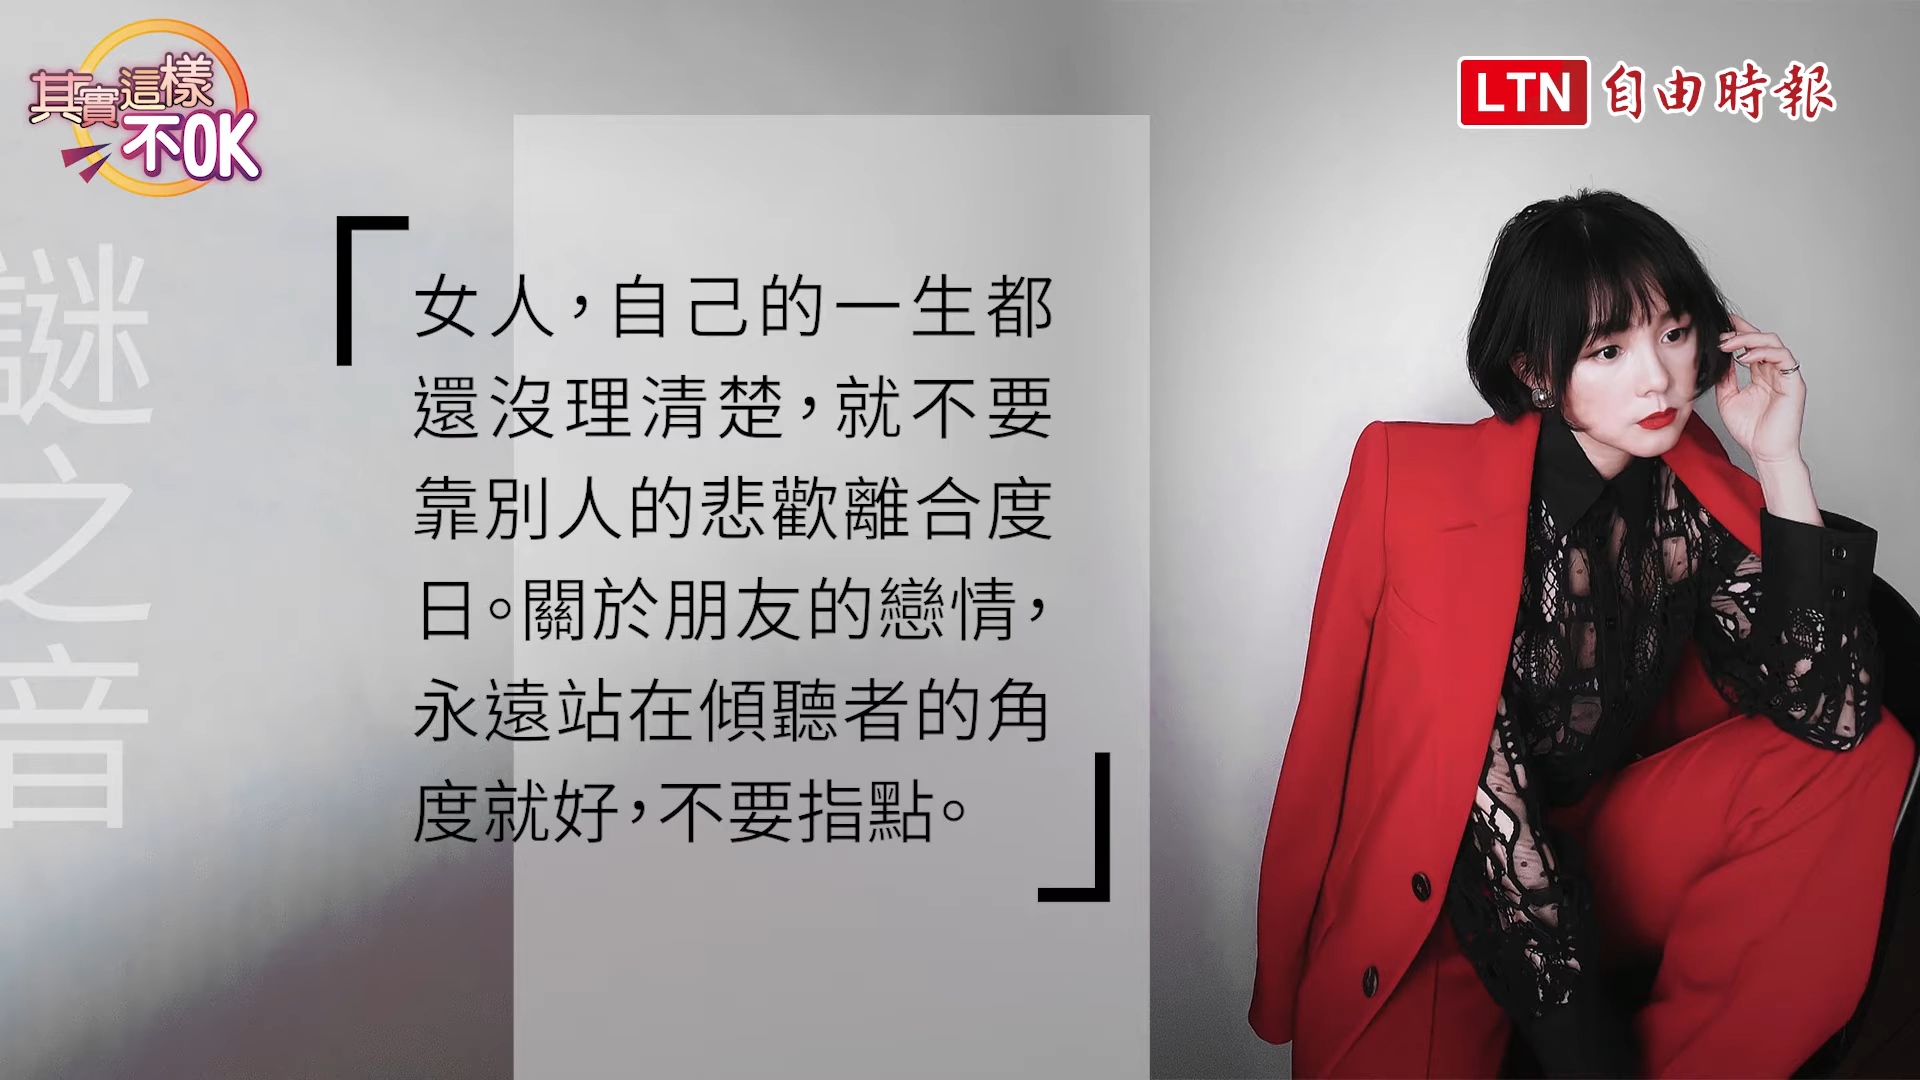 其實這樣
不OK
LTN 自由時報
謎之音
女人，自己的一生都
還沒理清楚，就不要
靠別人的悲歡離合度
日。關於朋友的戀情，
永遠站在傾聽者的角
度就好，不要指點。